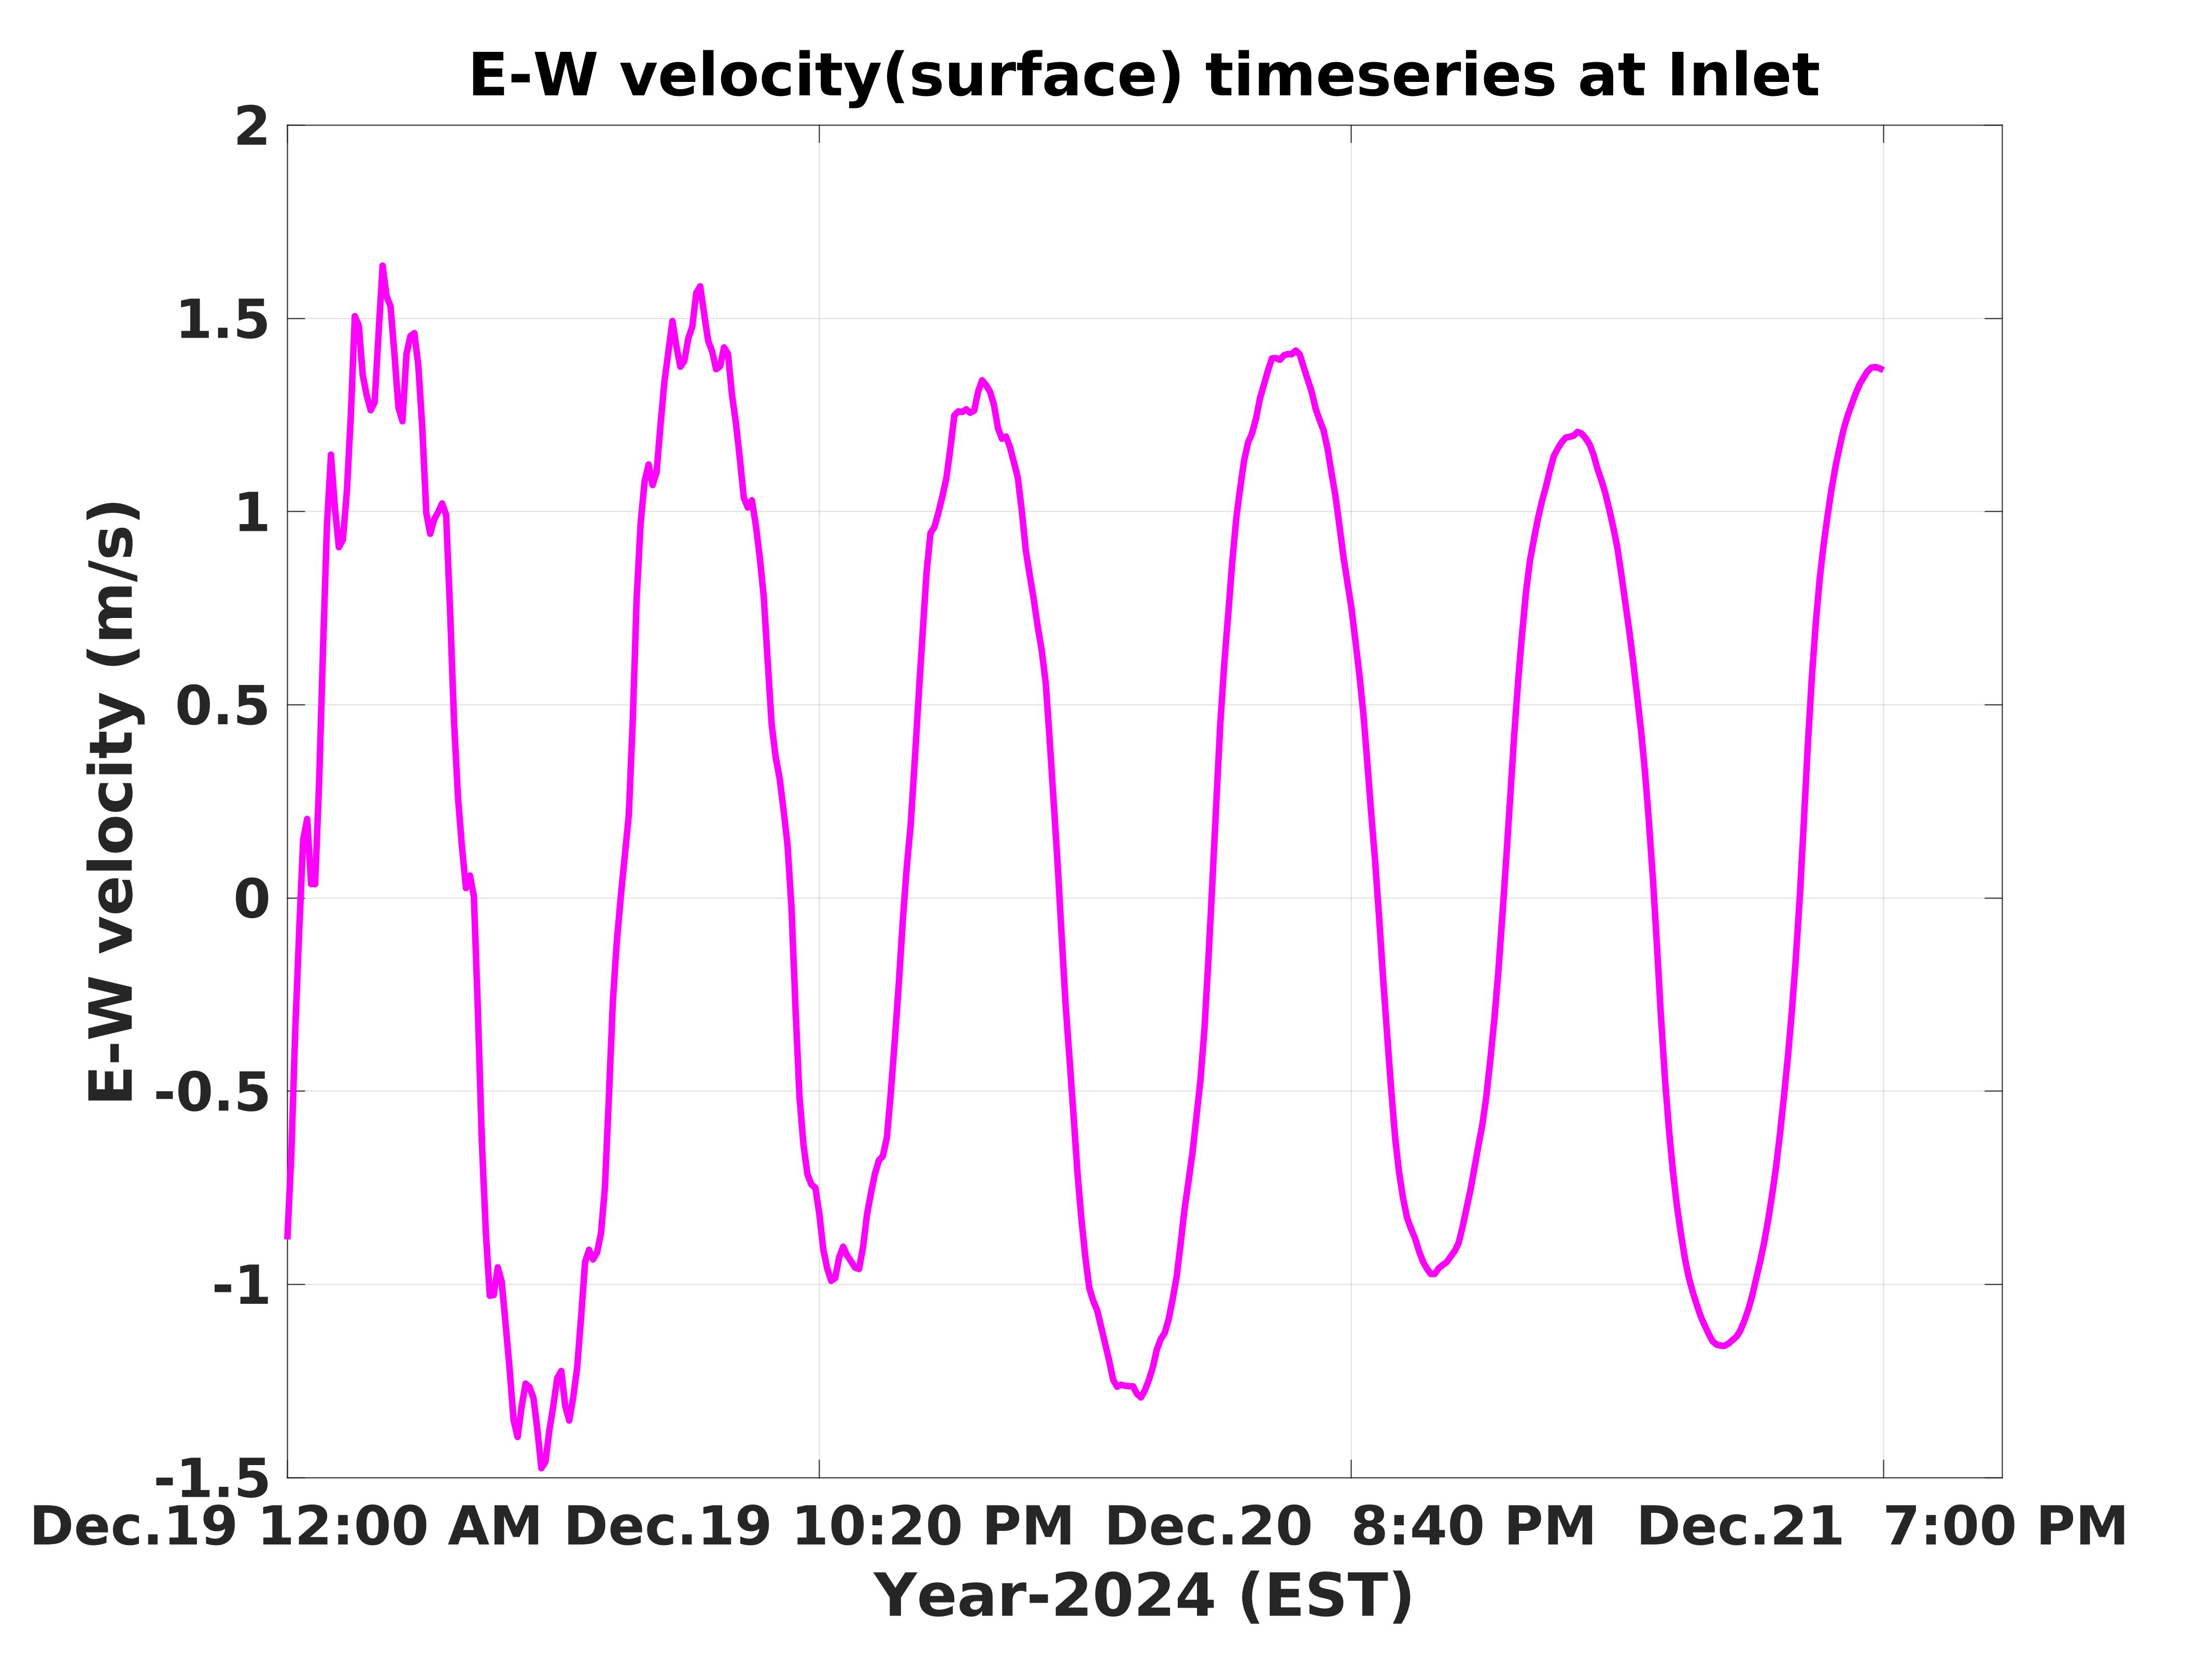 E-W velocity(surface) timeseries at Inlet
E-W velocity (m/s)
2
1.5
1
0.5
0
-0.5
-1
-1.5
Dec.19 12:00 AM Dec.19 10:20 PM Dec.20 8:40 PM Dec.21 7:00 PM
Year-2024 (EST)